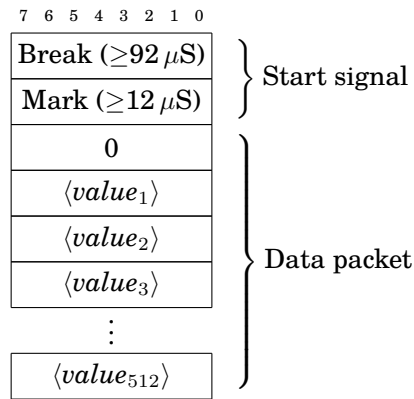 7 6 5 4 3 2 1 0
Break (≥92 μS)
Mark (≥12 μS)
Start signal
0
⟨value₁⟩
⟨value₂⟩
⟨value₃⟩
⋮
⟨value₅₁₂⟩
Data packet